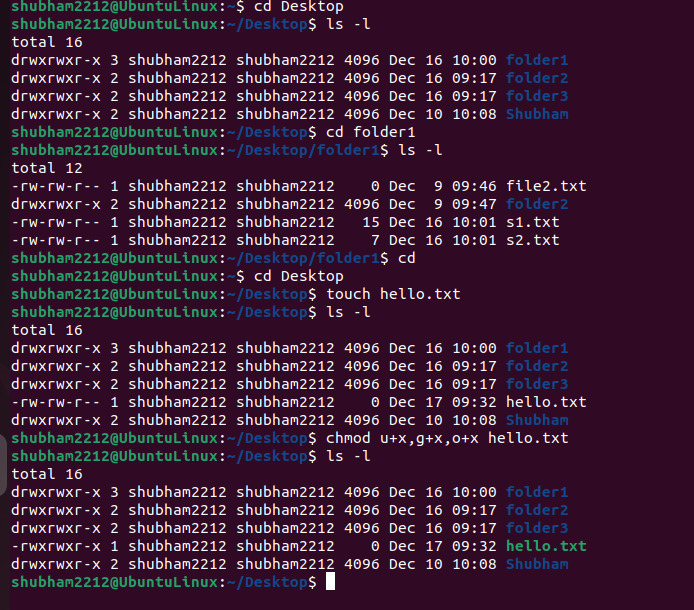 shubham2212@UbuntuLinux:~$ cd Desktop
shubham2212@UbuntuLinux:~/Desktop$ ls -l
total 16
drwxrwxr-x 3 shubham2212 shubham2212 4096 Dec 16 10:00 folder1
drwxrwxr-x 2 shubham2212 shubham2212 4096 Dec 16 09:17 folder2
drwxrwxr-x 2 shubham2212 shubham2212 4096 Dec 16 09:17 folder3
drwxrwxr-x 2 shubham2212 shubham2212 4096 Dec 10 10:08 Shubham
shubham2212@UbuntuLinux:~/Desktop$ cd folder1
shubham2212@UbuntuLinux:~/Desktop/folder1$ ls -l
total 12
-rw-rw-r-- 1 shubham2212 shubham2212    0 Dec  9 09:46 file2.txt
drwxrwxr-x 2 shubham2212 shubham2212 4096 Dec  9 09:47 folder2
-rw-rw-r-- 1 shubham2212 shubham2212   15 Dec 16 10:01 s1.txt
-rw-rw-r-- 1 shubham2212 shubham2212    7 Dec 16 10:01 s2.txt
shubham2212@UbuntuLinux:~/Desktop/folder1$ cd
shubham2212@UbuntuLinux:~$ cd Desktop
shubham2212@UbuntuLinux:~/Desktop$ touch hello.txt
shubham2212@UbuntuLinux:~/Desktop$ ls -l
total 16
drwxrwxr-x 3 shubham2212 shubham2212 4096 Dec 16 10:00 folder1
drwxrwxr-x 2 shubham2212 shubham2212 4096 Dec 16 09:17 folder2
drwxrwxr-x 2 shubham2212 shubham2212 4096 Dec 16 09:17 folder3
-rw-rw-r-- 1 shubham2212 shubham2212    0 Dec 17 09:32 hello.txt
drwxrwxr-x 2 shubham2212 shubham2212 4096 Dec 10 10:08 Shubham
shubham2212@UbuntuLinux:~/Desktop$ chmod u+x,g+x,o+x hello.txt
shubham2212@UbuntuLinux:~/Desktop$ ls -l
total 16
drwxrwxr-x 3 shubham2212 shubham2212 4096 Dec 16 10:00 folder1
drwxrwxr-x 2 shubham2212 shubham2212 4096 Dec 16 09:17 folder2
drwxrwxr-x 2 shubham2212 shubham2212 4096 Dec 16 09:17 folder3
-rwxrwxr-x 1 shubham2212 shubham2212    0 Dec 17 09:32 hello.txt
drwxrwxr-x 2 shubham2212 shubham2212 4096 Dec 10 10:08 Shubham
shubham2212@UbuntuLinux:~/Desktop$